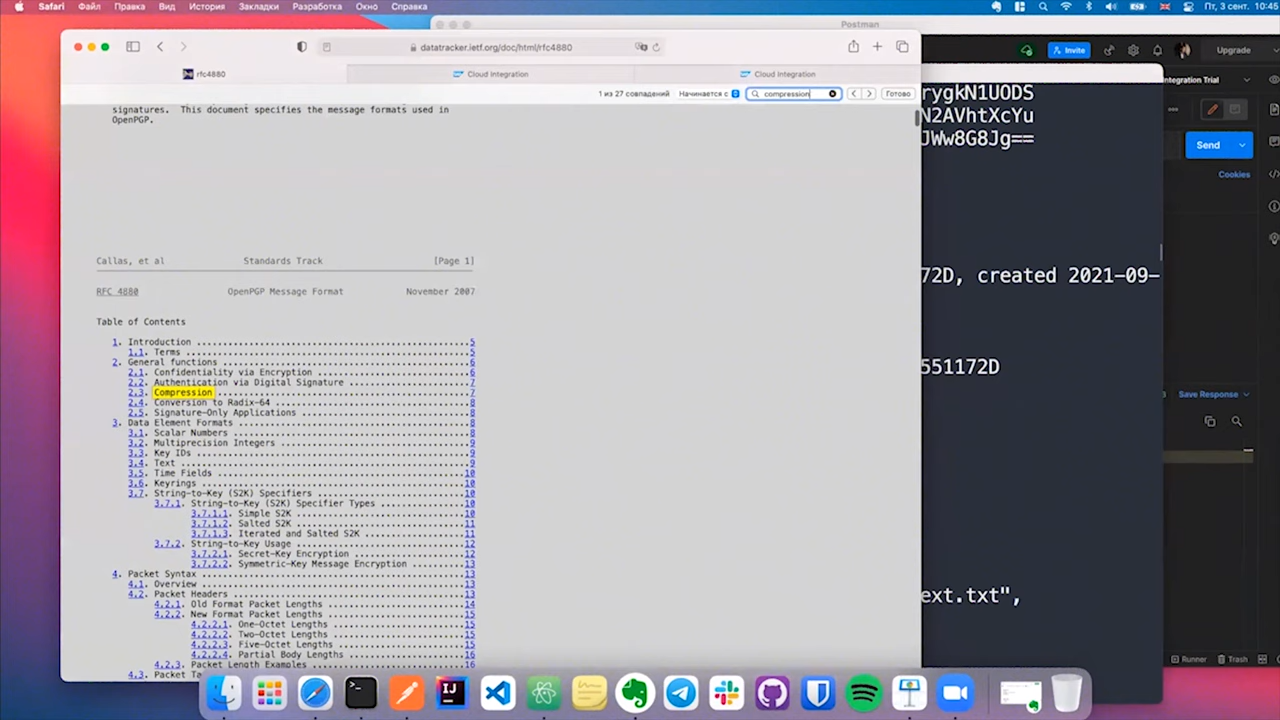 Safari Файл Правка Вид История Закладки Разработка Окно Справка Пт, 3 сент. 10:45
Postman
datatracker.ietf.org/doc/html/rfc4880
Invite Upgrade
rfc4880 Cloud Integration Cloud Integration
ntegration Trial
1 из 27 совпадений Начинается с compression Готово
rygkN1UODS
N2AVhtXcYu
JWw8G8Jg==
Send
Cookies
signatures. This document specifies the message formats used in
OpenPGP.
Callas, et al Standards Track [Page 1]
RFC 4880 OpenPGP Message Format November 2007
72D, created 2021-09-
551172D
Save Response
ext.txt",
Runner Trash
Table of Contents
1. Introduction ....................................................5
1.1. Terms ......................................................5
2. General functions ...............................................6
2.1. Confidentiality via Encryption .............................6
2.2. Authentication via Digital Signature .......................7
2.3. Compression ................................................7
2.4. Conversion to Radix-64 .....................................8
2.5. Signature-Only Applications ................................8
3. Data Element Formats ............................................8
3.1. Scalar Numbers .............................................8
3.2. Multiprecision Integers ....................................9
3.3. Key IDs ....................................................9
3.4. Text .......................................................9
3.5. Time Fields ...............................................10
3.6. Keyrings ..................................................10
3.7. String-to-Key (S2K) Specifiers ............................10
3.7.1. String-to-Key (S2K) Specifier Types ................10
3.7.1.1. Simple S2K ................................10
3.7.1.2. Salted S2K ................................11
3.7.1.3. Iterated and Salted S2K ...................11
3.7.2. String-to-Key Usage ................................12
3.7.2.1. Secret-Key Encryption .....................12
3.7.2.2. Symmetric-Key Message Encryption ..........13
4. Packet Syntax ..................................................13
4.1. Overview ..................................................13
4.2. Packet Headers ............................................13
4.2.1. Old Format Packet Lengths ..........................14
4.2.2. New Format Packet Lengths ..........................15
4.2.2.1. One-Octet Lengths .........................15
4.2.2.2. Two-Octet Lengths .........................15
4.2.2.3. Five-Octet Lengths ........................15
4.2.2.4. Partial Body Lengths ......................16
4.2.3. Packet Length Examples .............................16
4.3. Packet Ta